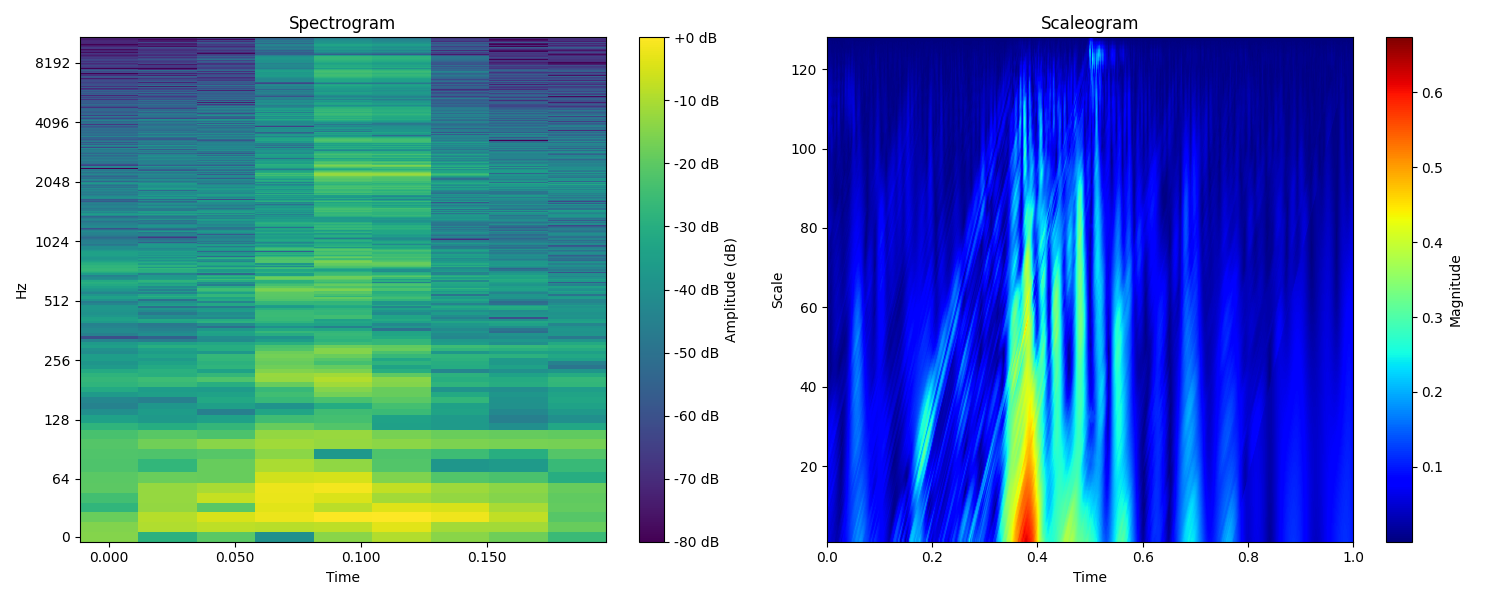 Spectrogram
8192
4096
2048
1024
512
256
128
64
0
Hz
0.000
0.050
0.100
0.150
Time
+0 dB
-10 dB
-20 dB
-30 dB
-40 dB
-50 dB
-60 dB
-70 dB
-80 dB
Amplitude (dB)
Scaleogram
120
100
80
60
40
20
Scale
0.0
0.2
0.4
0.6
0.8
1.0
Time
0.6
0.5
0.4
0.3
0.2
0.1
Magnitude